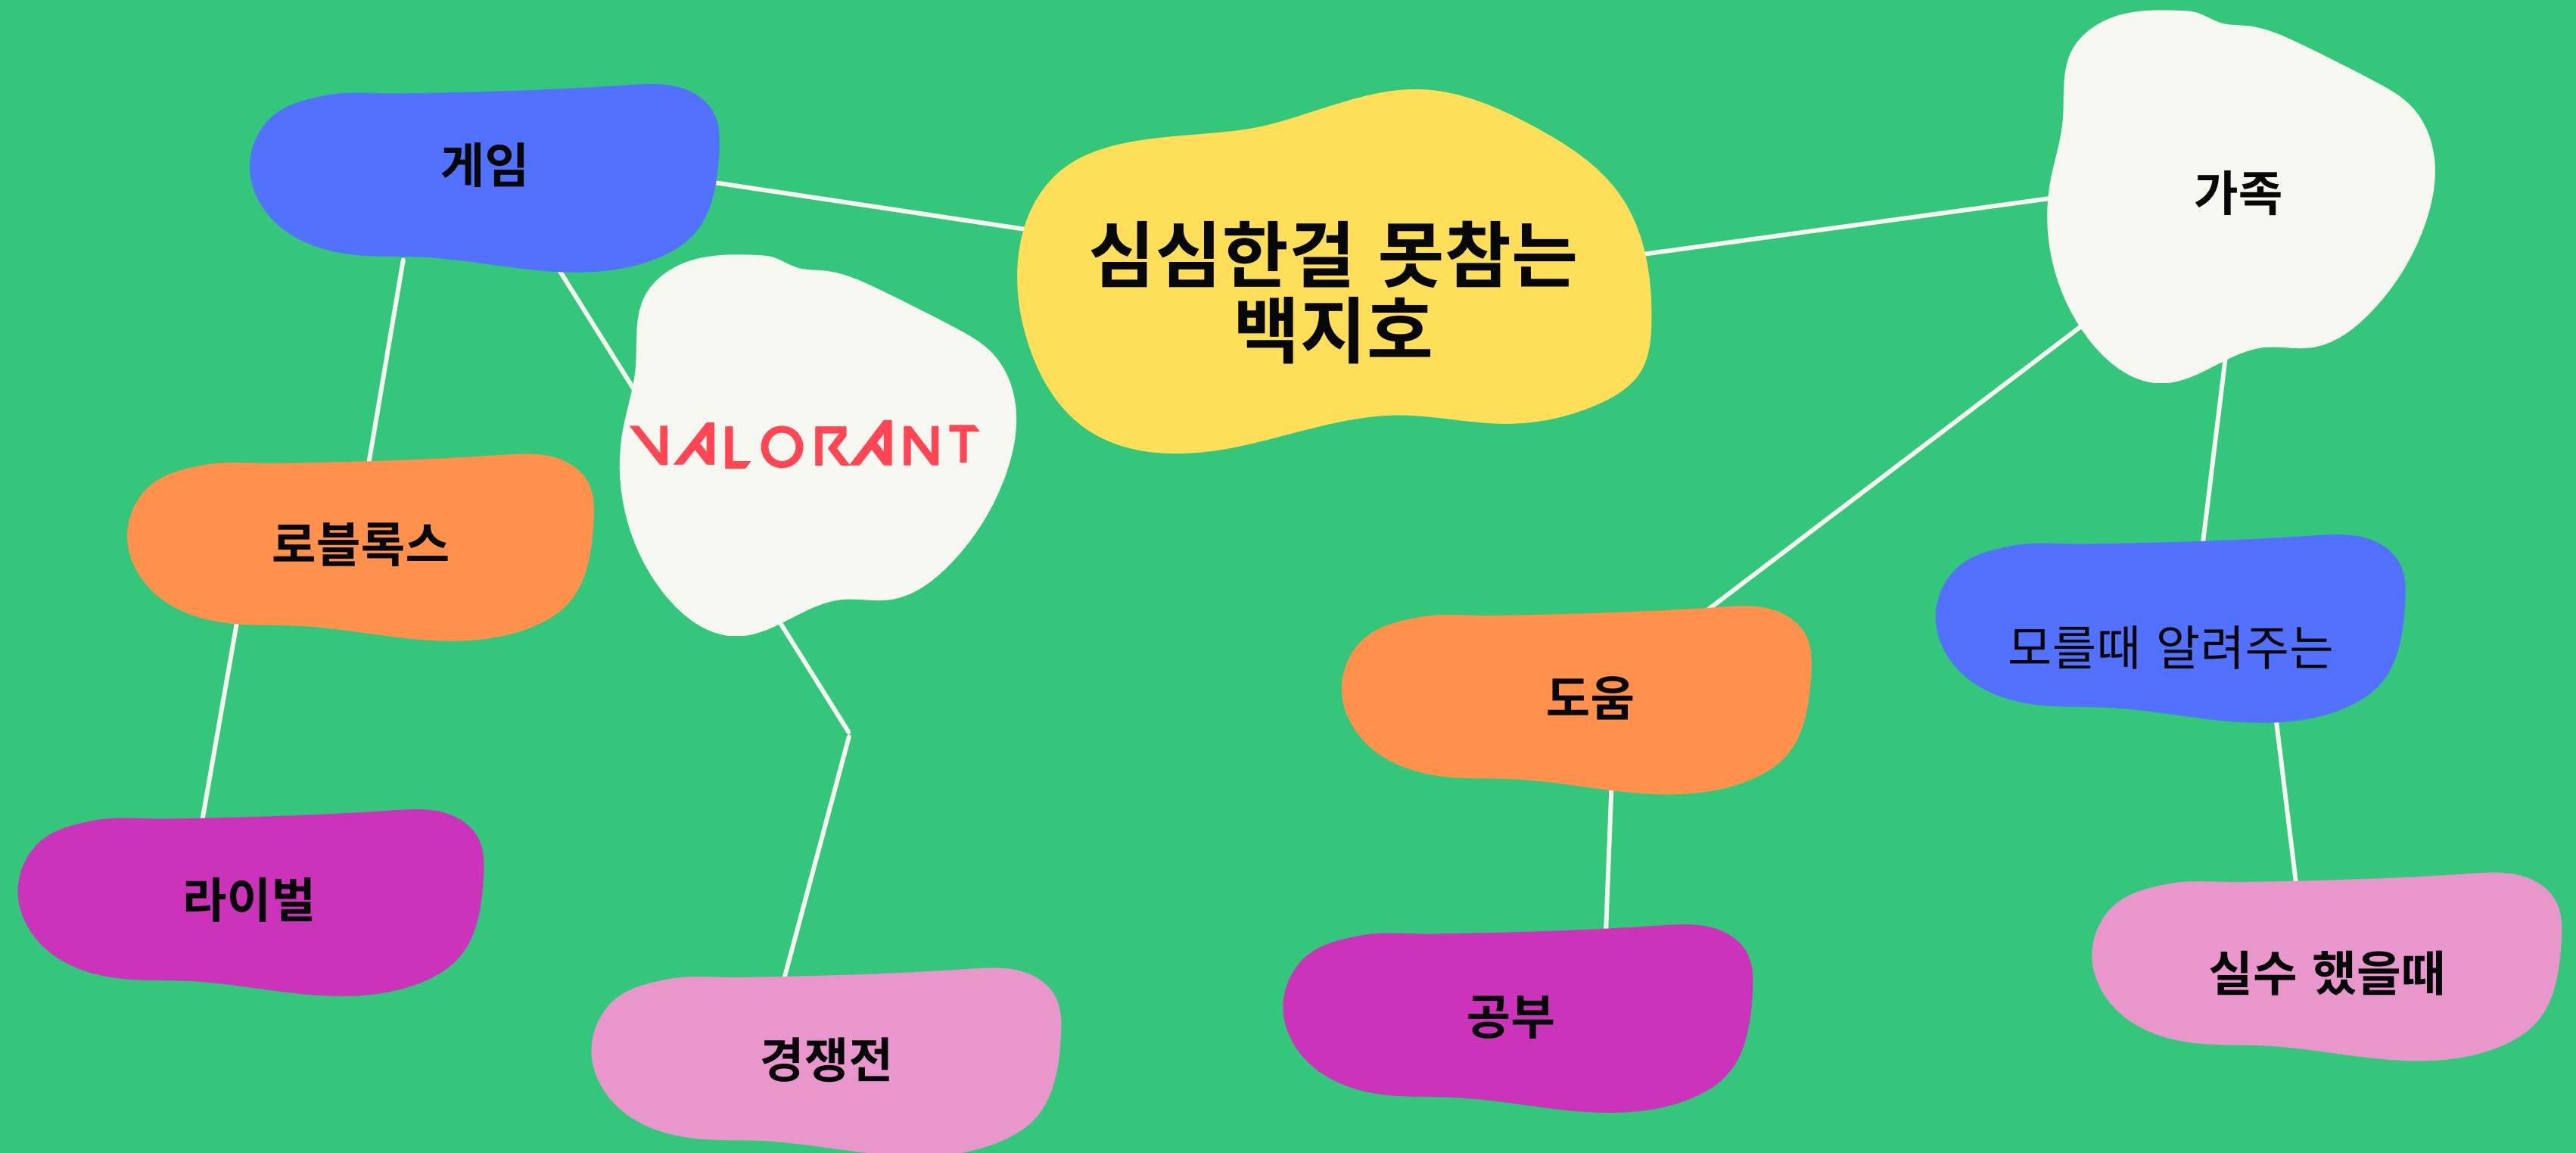 심심한걸 못참는
백지호
게임
VALORANT
로블록스
라이벌
경쟁전
가족
도움
모를때 알려주는
공부
실수 했을때